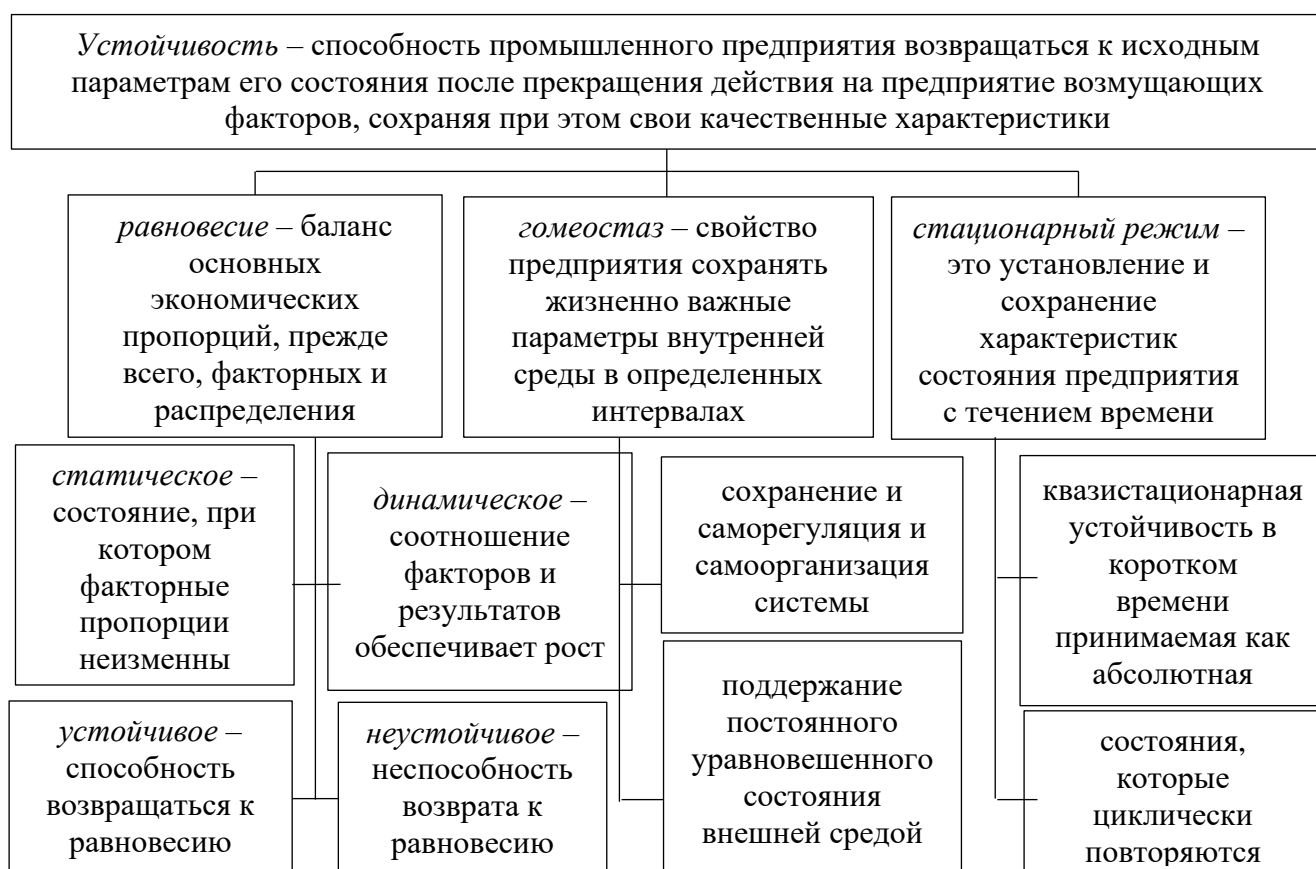 Устойчивость – способность промышленного предприятия возвращаться к исходным
параметрам его состояния после прекращения действия на предприятие возмущающих
факторов, сохраняя при этом свои качественные характеристики
равновесие – баланс
основных
экономических
пропорций, прежде
всего, факторных и
распределения
гомеостаз – свойство
предприятия сохранять
жизненно важные
параметры внутренней
среды в определенных
интервалах
стационарный режим –
это установление и
сохранение
характеристик
состояния предприятия
с течением времени
статическое –
состояние, при
котором
факторные
пропорции
неизменны
динамическое –
соотношение
факторов и
результатов
обеспечивает рост
сохранение и
саморегуляция и
самоорганизация
системы
квазистационарная
устойчивость в
коротком
времени
принимаемая как
абсолютная
устойчивое –
способность
возвращаться к
равновесию
неустойчивое –
неспособность
возврата к
равновесию
поддержание
постоянного
уравновешенного
состояния
внешней средой
состояния,
которые
циклически
повторяются